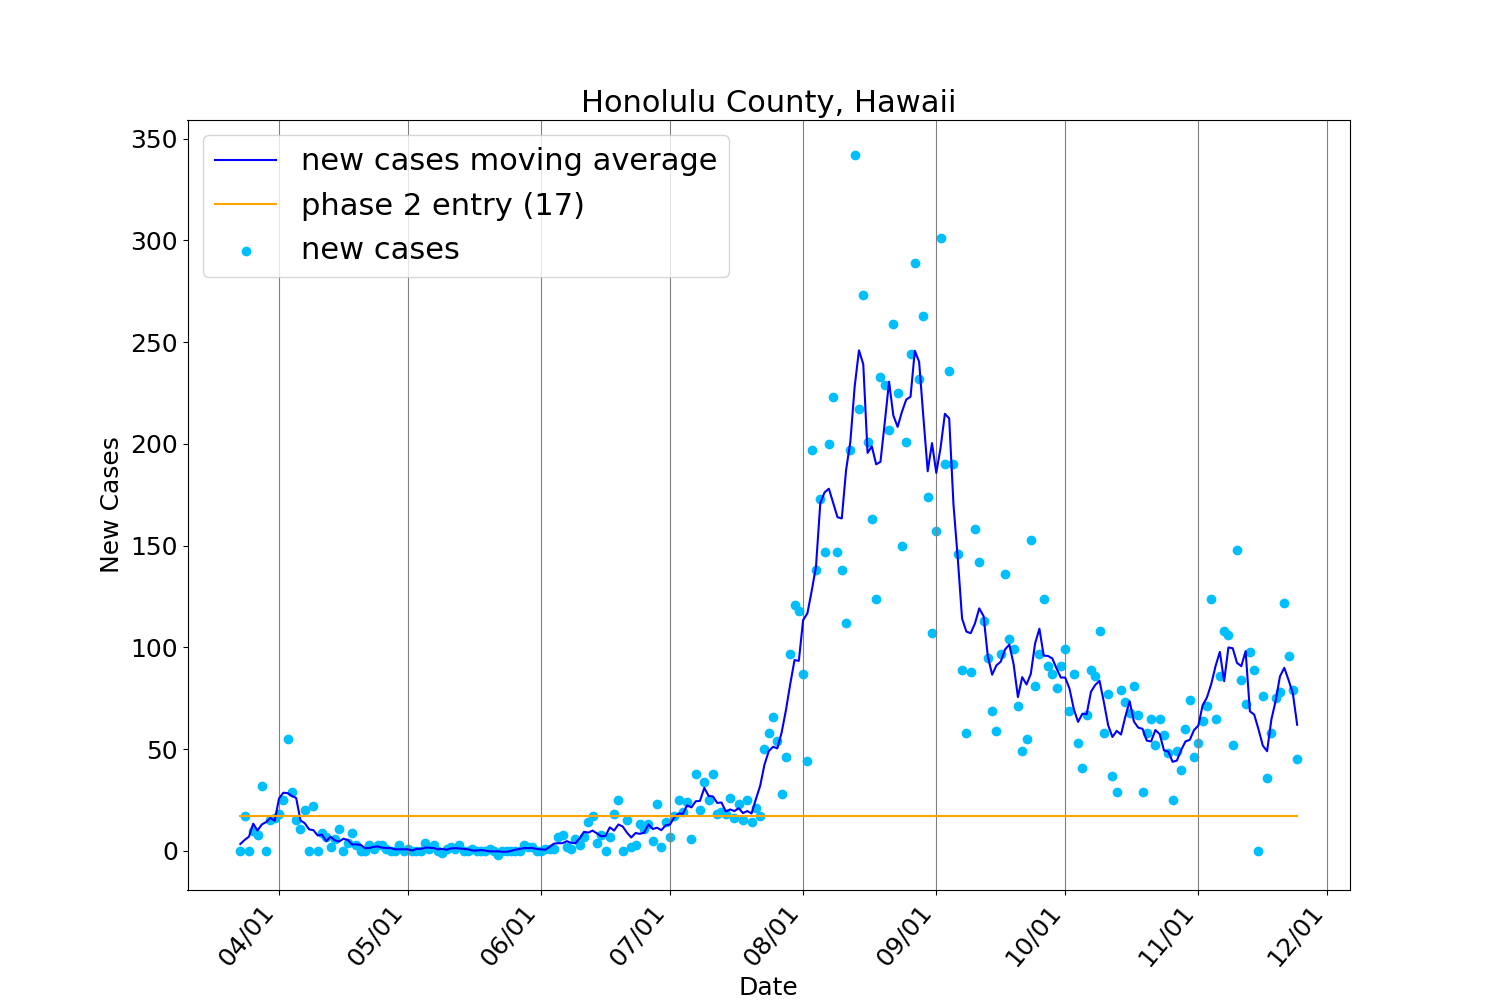 Honolulu County, Hawaii
new cases moving average
phase 2 entry (17)
new cases
350
300
250
200
150
100
50
0
New Cases
04/01
05/01
06/01
07/01
08/01
09/01
10/01
11/01
12/01
Date